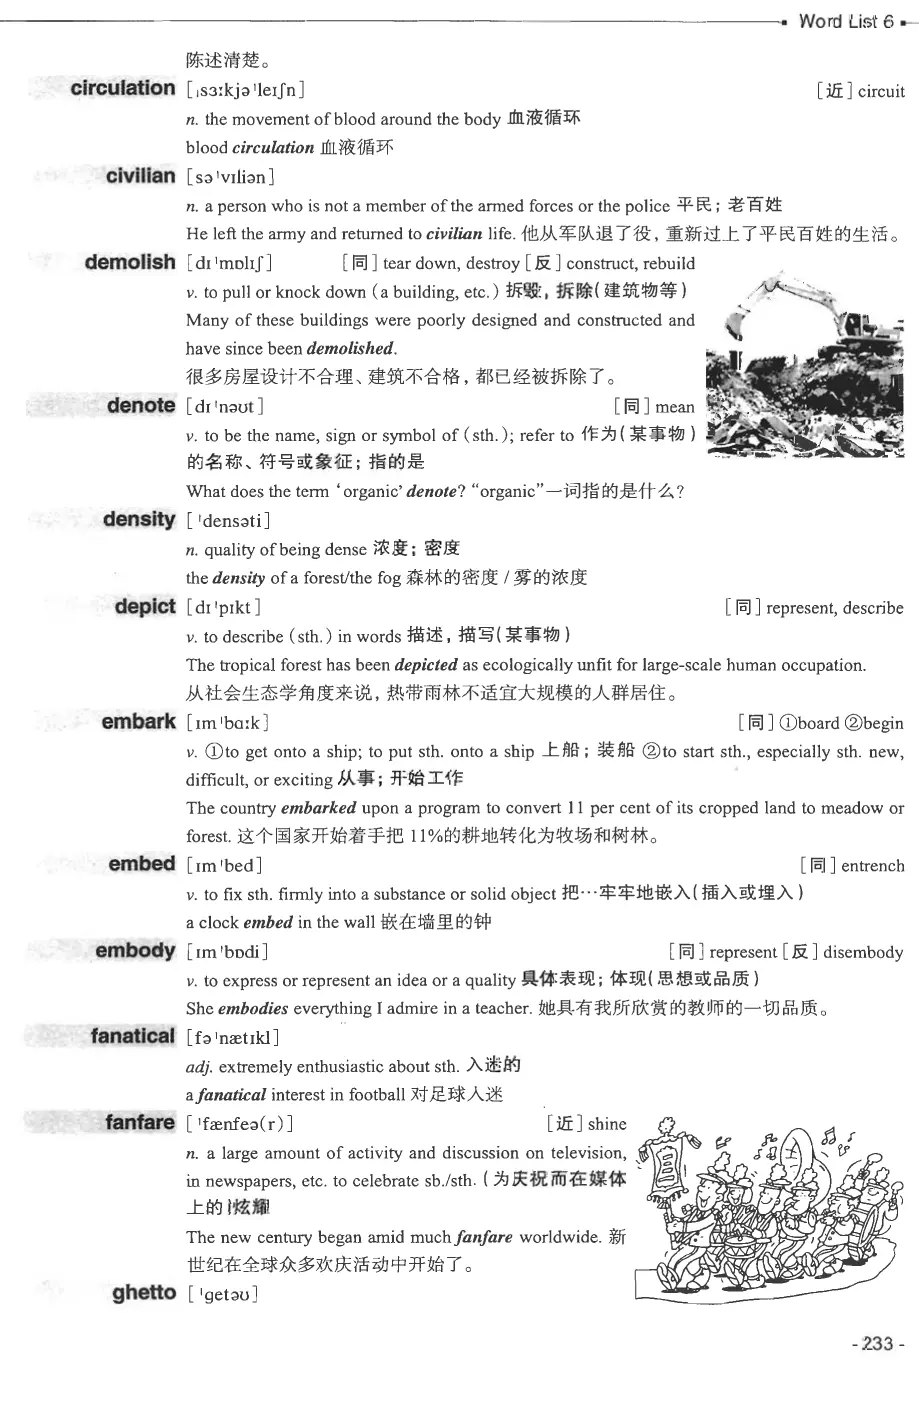 Word List 6
陈述清楚。
circulation [ˌsɜːkjəˈleɪʃn] [近] circuit
n. the movement of blood around the body 血液循环
blood circulation 血液循环
civilian [səˈvɪliən]
n. a person who is not a member of the armed forces or the police 平民；老百姓
He left the army and returned to civilian life. 他从军队退了役，重新过上了平民百姓的生活。
demolish [dɪˈmɒlɪʃ] [同] tear down, destroy [反] construct, rebuild
v. to pull or knock down (a building, etc.) 拆毁，拆除(建筑物等)
Many of these buildings were poorly designed and constructed and
have since been demolished.
很多房屋设计不合理、建筑不合格，都已经被拆除了。
denote [dɪˈnəʊt] [同] mean
v. to be the name, sign or symbol of (sth.); refer to 作为(某事物)
的名称、符号或象征；指的是
What does the term ‘organic’ denote? “organic”一词指的是什么?
density [ˈdensəti]
n. quality of being dense 浓度；密度
the density of a forest/the fog 森林的密度/雾的浓度
depict [dɪˈpɪkt] [同] represent, describe
v. to describe (sth.) in words 描述，描写(某事物)
The tropical forest has been depicted as ecologically unfit for large-scale human occupation.
从社会生态学角度来说，热带雨林不适宜大规模的人群居住。
embark [ɪmˈbɑːk] [同] ①board ②begin
v. ①to get onto a ship; to put sth. onto a ship 上船；装船 ②to start sth., especially sth. new,
difficult, or exciting 从事；开始工作
The country embarked upon a program to convert 11 per cent of its cropped land to meadow or
forest. 这个国家开始着手把 11%的耕地转化为牧场和树林。
embed [ɪmˈbed] [同] entrench
v. to fix sth. firmly into a substance or solid object 把…牢牢地嵌入(插入或埋入)
a clock embed in the wall 嵌在墙里的钟
embody [ɪmˈbɒdi] [同] represent [反] disembody
v. to express or represent an idea or a quality 具体表现；体现(思想或品质)
She embodies everything I admire in a teacher. 她具有我所欣赏的教师的一切品质。
fanatical [fəˈnætɪkl]
adj. extremely enthusiastic about sth. 入迷的
a fanatical interest in football 对足球入迷
fanfare [ˈfænfeə(r)] [近] shine
n. a large amount of activity and discussion on television,
in newspapers, etc. to celebrate sb./sth. (为庆祝而在媒体
上的)炫耀
The new century began amid much fanfare worldwide. 新
世纪在全球众多欢庆活动中开始了。
ghetto [ˈɡetəʊ]
- 233 -